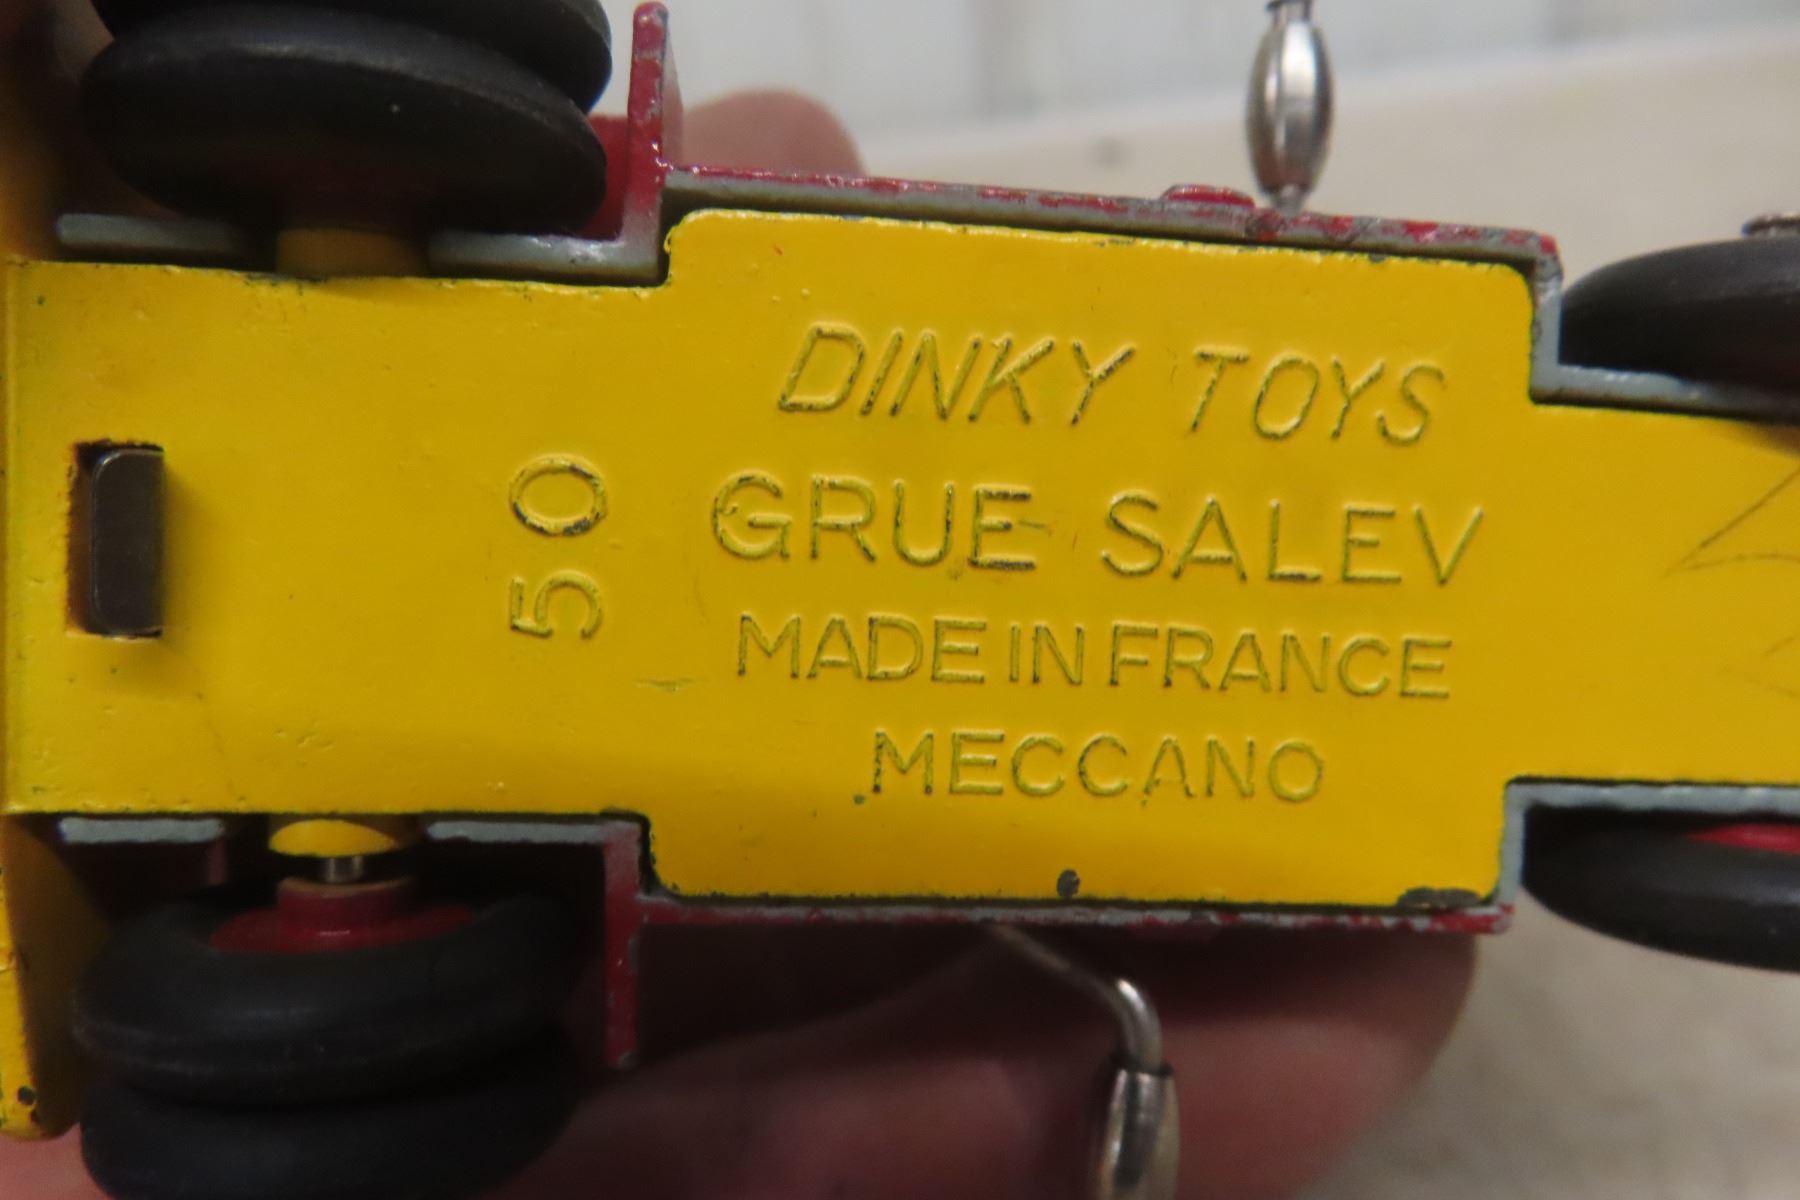 DINKY TOYS
GRUE SALEV
MADE IN FRANCE
MECCANO
50